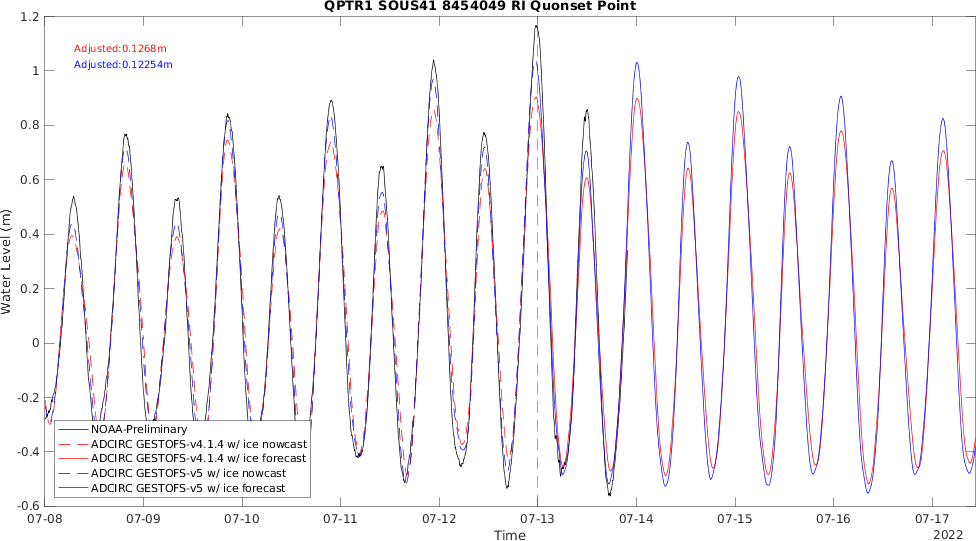 QPTR1 SOUS41 8454049 RI Quonset Point
Adjusted:0.1268m
Adjusted:0.12254m
Water Level (m)
1.2
1
0.8
0.6
0.4
0.2
0
-0.2
-0.4
-0.6
NOAA-Preliminary
ADCIRC GESTOFS-v4.1.4 w/ ice nowcast
ADCIRC GESTOFS-v4.1.4 w/ ice forecast
ADCIRC GESTOFS-v5 w/ ice nowcast
ADCIRC GESTOFS-v5 w/ ice forecast
07-08 07-09 07-10 07-11 07-12 07-13 07-14 07-15 07-16 07-17
Time
2022